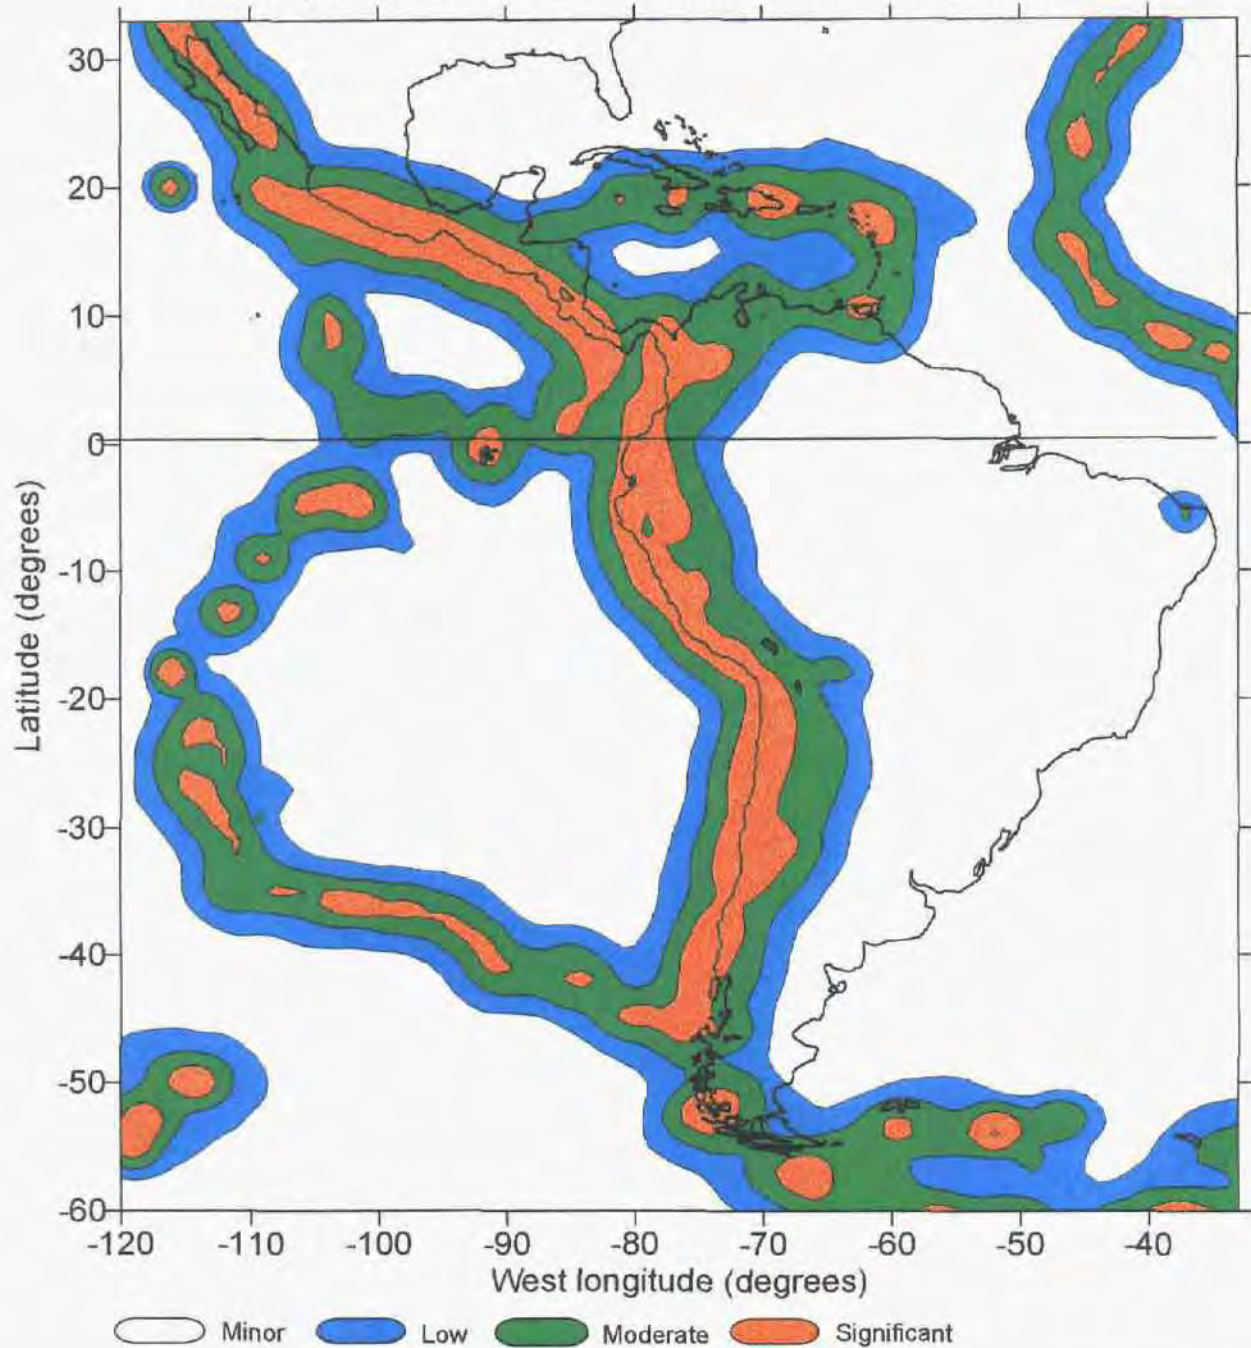 30
20
10
0
-10
-20
-30
-40
-50
-60
Latitude (degrees)
-120 -110 -100 -90 -80 -70 -60 -50 -40
West longitude (degrees)
Minor Low Moderate Significant